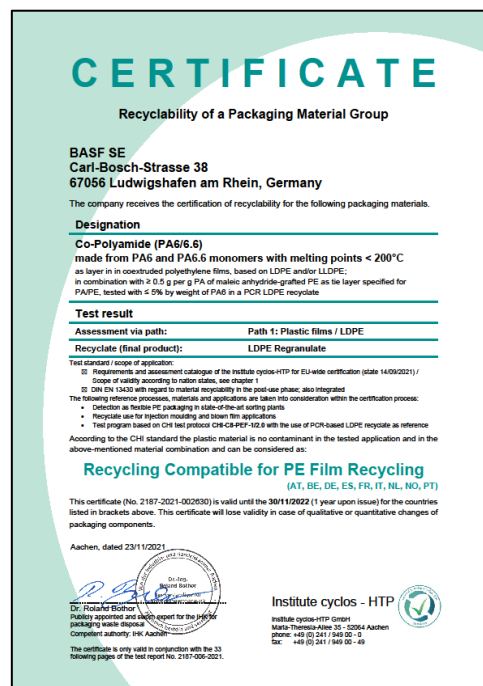 CERTIFICATE
Recyclability of a Packaging Material Group
BASF SE
Carl-Bosch-Strasse 38
67056 Ludwigshafen am Rhein, Germany
The company receives the certification of recyclability for the following packaging materials.
Designation
Co-Polyamide (PA6/6.6)
made from PA6 and PA6.6 monomers with melting points < 200°C
as layer in in coextruded polyethylene films, based on LDPE and/or LLDPE;
in combination with ≥ 0.5 g per g PA of maleic anhydride-grafted PE as tie layer specified for
PA/PE, tested with ≤ 5% by weight of PA6 in a PCR LDPE recyclate
Test result
Assessment via path: Path 1: Plastic films / LDPE
Recyclate (final product): LDPE Regranulate
Test standard / scope of application:
☒ Requirements and assessment catalogue of the institute cyclos-HTP for EU-wide certification (state 14/09/2021) /
Scope of validity according to nation states, see chapter 1
☒ DIN EN 13430 with regard to material recyclability in the post-use phase; also integrated
The following reference processes, materials and applications are taken into consideration within the certification process:
• Detection as flexible PE packaging in state-of-the-art sorting plants
• Recyclate use for injection moulding and blown film applications
• Test program based on CHI test protocol CHI-C8-PEF-1/2.0 with the use of PCR-based LDPE recyclate as reference
According to the CHI standard the plastic material is no contaminant in the tested application and in the
above-mentioned material combination and can be considered as:
Recycling Compatible for PE Film Recycling
(AT, BE, DE, ES, FR, IT, NL, NO, PT)
This certificate (No. 2187-2021-002630) is valid until the 30/11/2022 (1 year upon issue) for the countries
listed in brackets above. This certificate will lose validity in case of qualitative or quantitative changes of
packaging components.
Aachen, dated 23/11/2021
Dr.-Ing.
Roland Bothor
Dr. Roland Bothor
Publicly appointed and sworn expert for the IHK for
packaging waste disposal
Competent authority: IHK Aachen
The certificate is only valid in conjunction with the 33
following pages of the test report No. 2187-006-2021.
Institute cyclos - HTP
Institute cyclos-HTP GmbH
Maria-Theresia-Allee 35 - 52064 Aachen
phone: +49 (0) 241 / 949 00 - 0
fax: +49 (0) 241 / 949 00 - 49